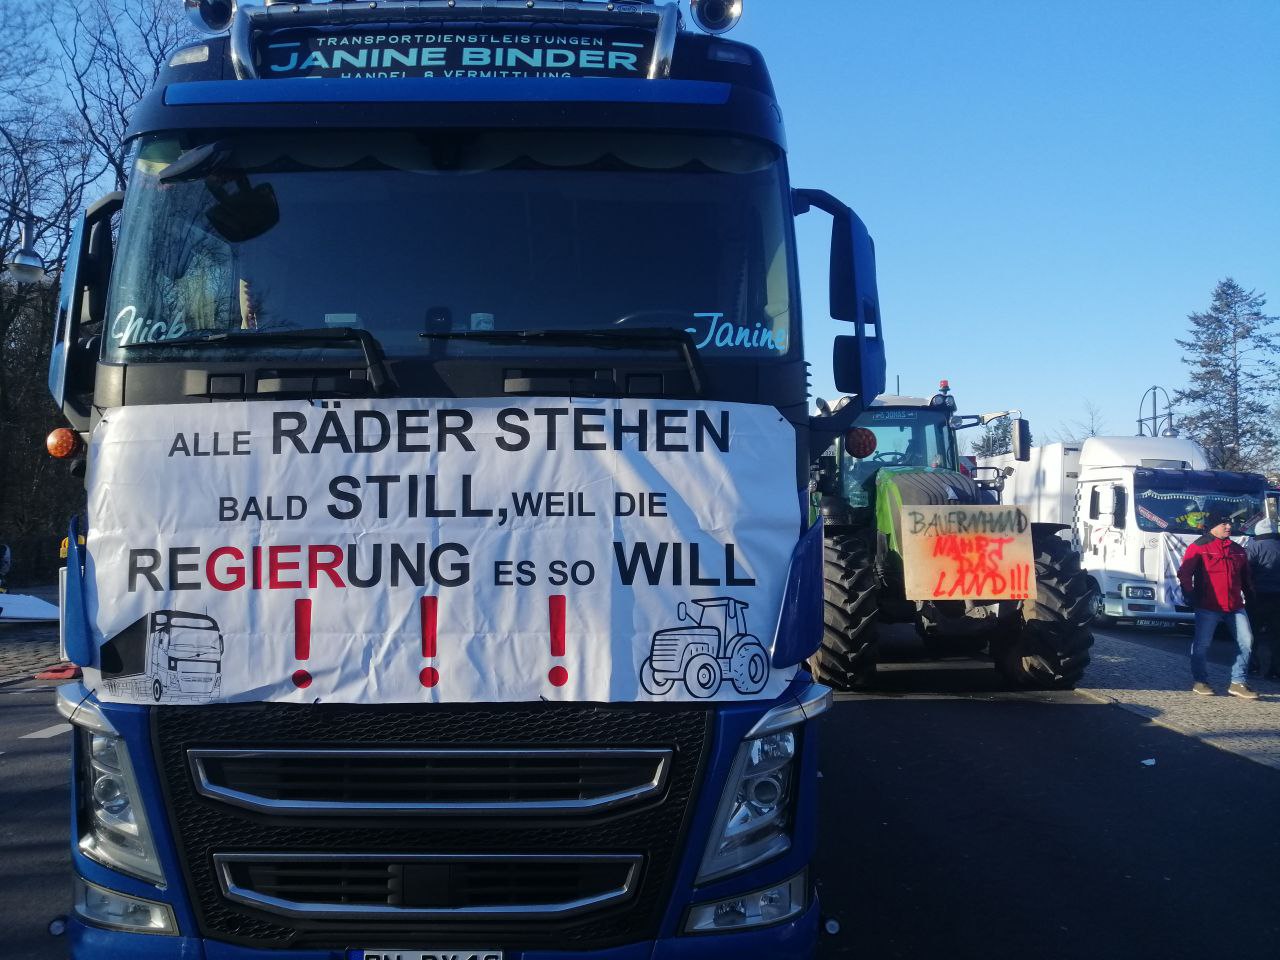 TRANSPORTDIENSTLEISTUNGEN
JANINE BINDER
HANDEL & VERMITTLUNG
Nick
Janine
ALLE RÄDER STEHEN
BALD STILL, WEIL DIE
REGIERUNG ES SO WILL
! ! !
JONAS
BAUERNHAND
NÄHRT
DAS
LAND!!!